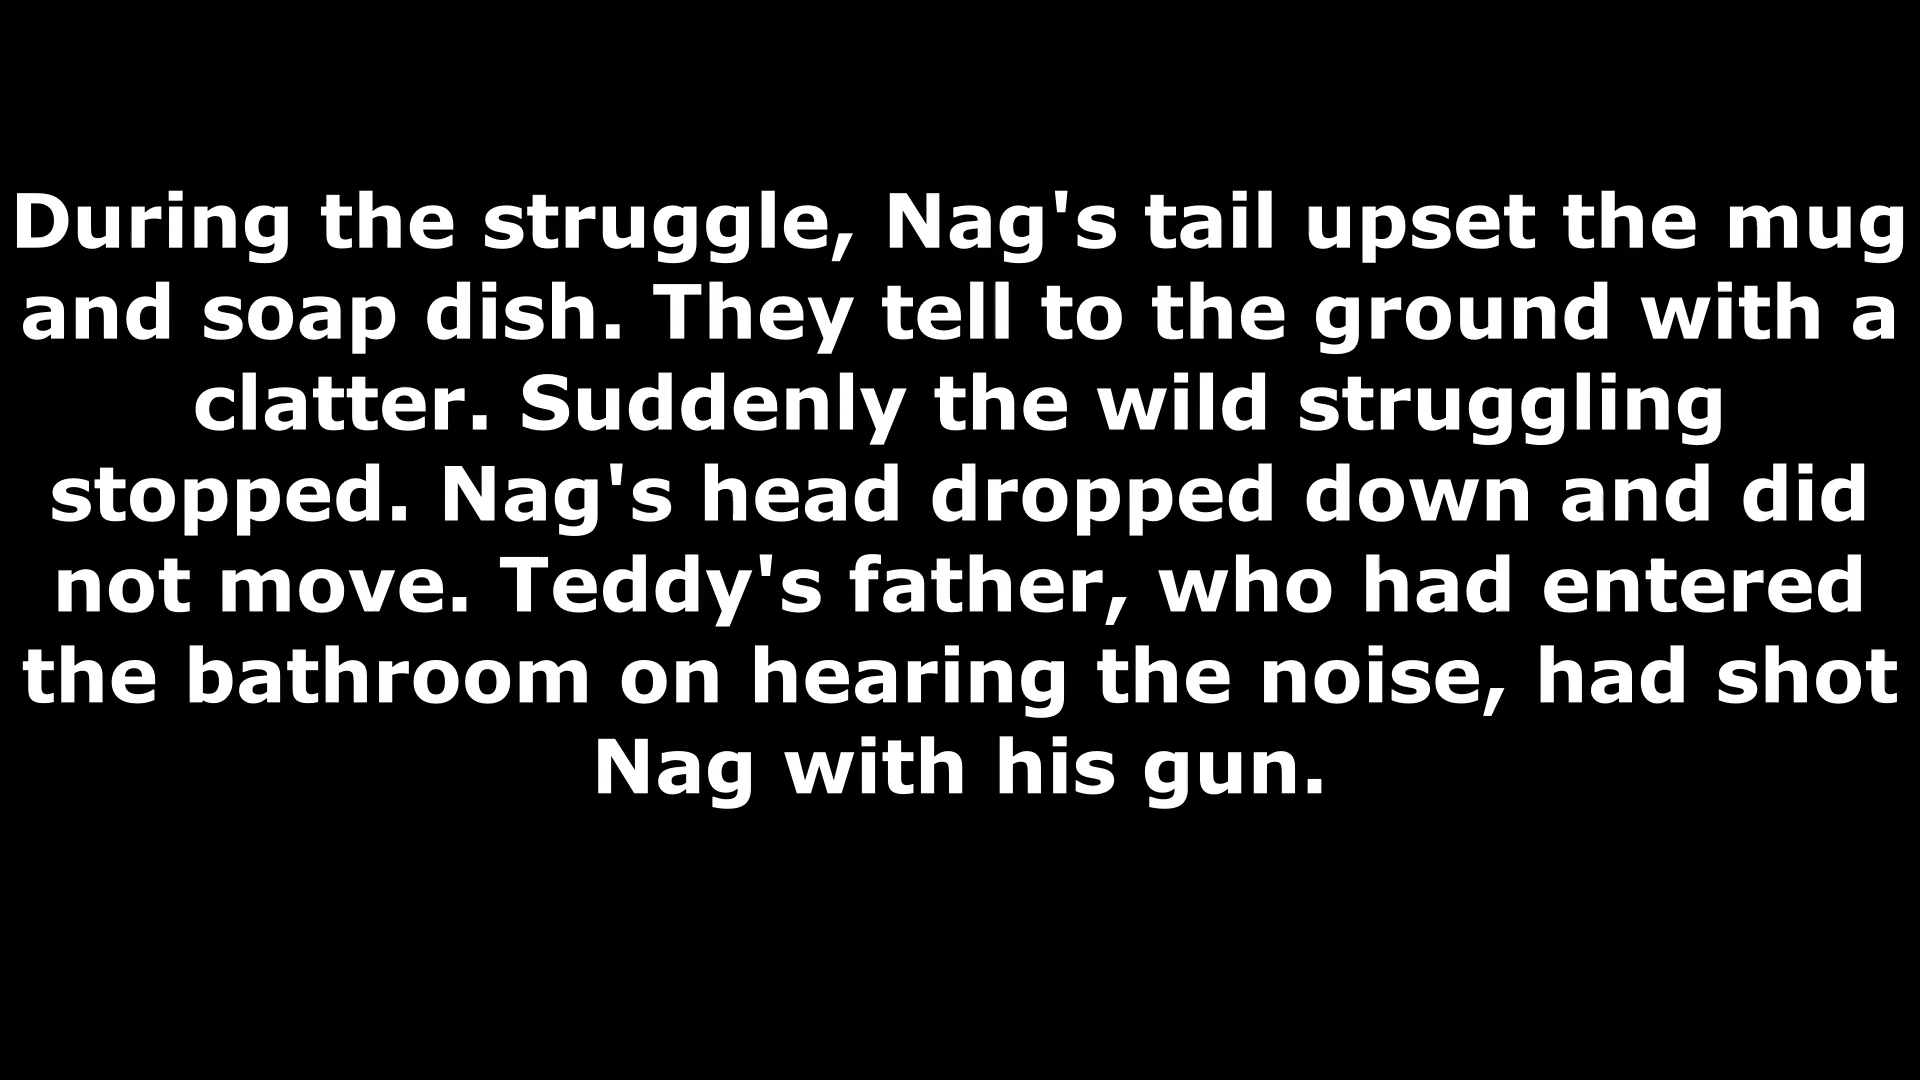 During the struggle, Nag's tail upset the mug
and soap dish. They tell to the ground with a
clatter. Suddenly the wild struggling
stopped. Nag's head dropped down and did
not move. Teddy's father, who had entered
the bathroom on hearing the noise, had shot
Nag with his gun.